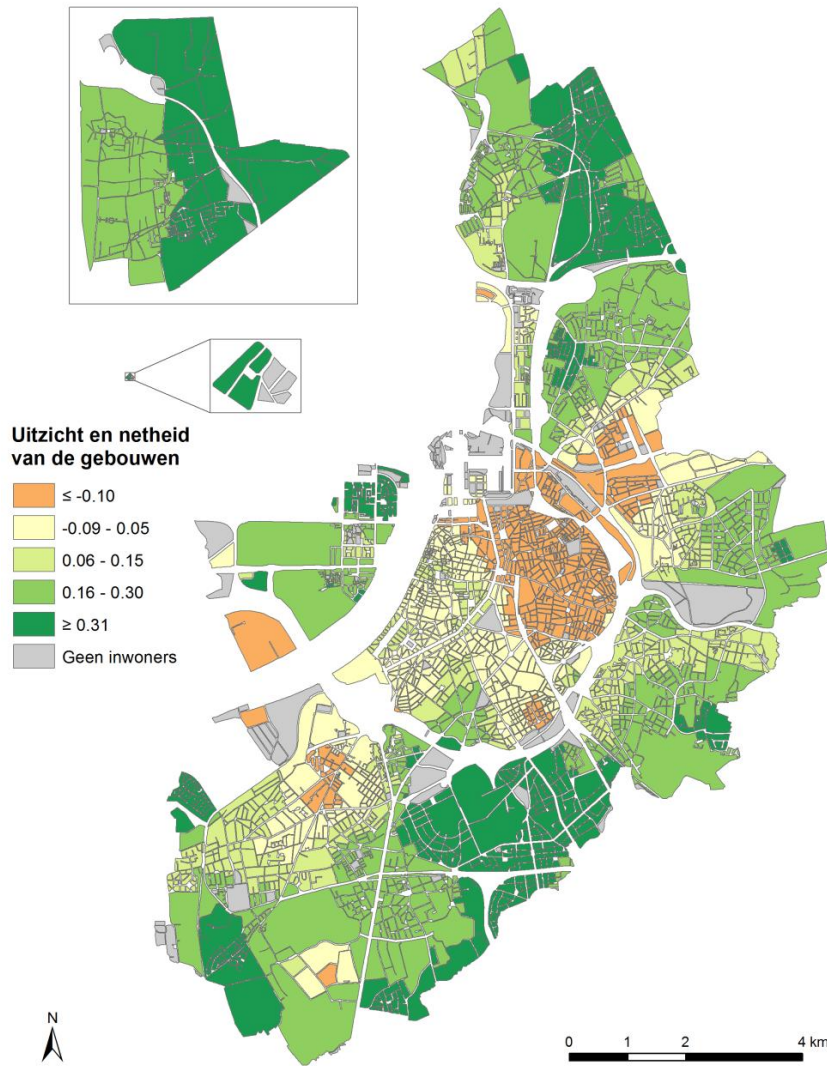 Uitzicht en netheid
van de gebouwen
≤ -0.10
-0.09 - 0.05
0.06 - 0.15
0.16 - 0.30
≥ 0.31
Geen inwoners
N
0 1 2 4 km